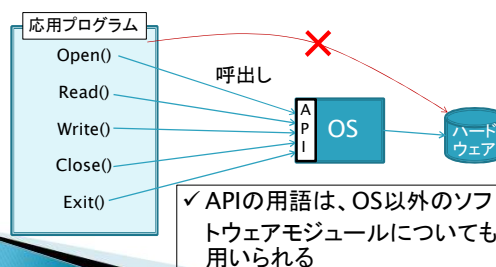 応用プログラム
Open()
呼出し
Read()
Write()
Close()
Exit()
API
OS
ハード
ウェア
✓ APIの用語は、OS以外のソフ
トウェアモジュールについても
用いられる